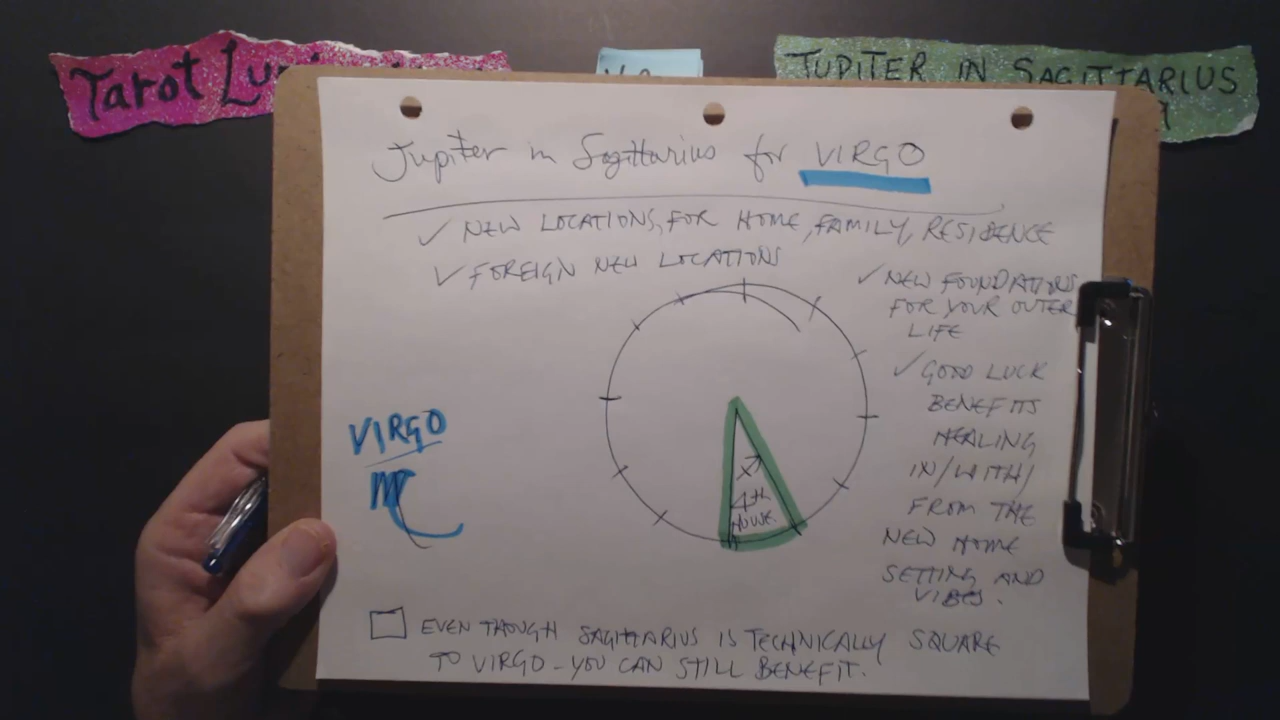 Tarot
JUPITER IN SAGITTARIUS
Jupiter in Sagittarius for VIRGO
✓ NEW LOCATIONS, FOR HOME, FAMILY, RESIDENCE
✓ FOREIGN NEW LOCATIONS
✓ NEW FOUNDATIONS
FOR YOUR OUTER
LIFE
✓ GOOD LUCK
BENEFITS
HEALING
IN/WITH/
FROM THE
NEW HOME
SETTING AND
VIBES.
VIRGO
♍
♐
4th
HOUSE.
EVEN THOUGH SAGITTARIUS IS TECHNICALLY SQUARE
TO VIRGO - YOU CAN STILL BENEFIT.